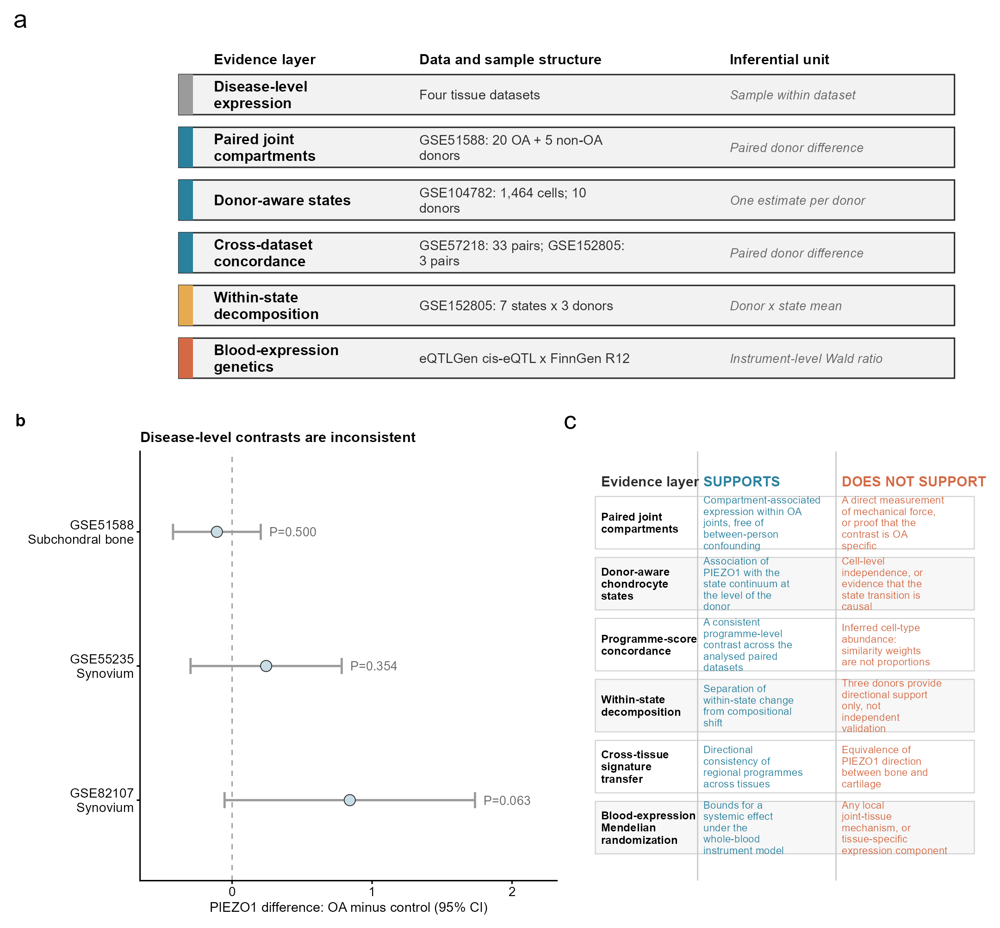 a
Evidence layer
Data and sample structure
Inferential unit
Disease-level
expression
Four tissue datasets
Sample within dataset
Paired joint
compartments
GSE51588: 20 OA + 5 non-OA
donors
Paired donor difference
Donor-aware states
GSE104782: 1,464 cells; 10
donors
One estimate per donor
Cross-dataset
concordance
GSE57218: 33 pairs; GSE152805:
3 pairs
Paired donor difference
Within-state
decomposition
GSE152805: 7 states x 3 donors
Donor x state mean
Blood-expression
genetics
eQTLGen cis-eQTL x FinnGen R12
Instrument-level Wald ratio
b
Disease-level contrasts are inconsistent
GSE51588
Subchondral bone
P=0.500
GSE55235
Synovium
P=0.354
GSE82107
Synovium
P=0.063
0
1
2
PIEZO1 difference: OA minus control (95% CI)
c
Evidence layer
SUPPORTS
DOES NOT SUPPORT
Paired joint
compartments
Compartment-associated
expression within OA
joints, free of
between-person
confounding
A direct measurement
of mechanical force,
or proof that the
contrast is OA
specific
Donor-aware
chondrocyte
states
Association of
PIEZO1 with the
state continuum at
the level of the
donor
Cell-level
independence, or
evidence that the
state transition is
causal
Programme-score
concordance
A consistent
programme-level
contrast across the
analysed paired
datasets
Inferred cell-type
abundance:
similarity weights
are not proportions
Within-state
decomposition
Separation of
within-state change
from compositional
shift
Three donors provide
directional support
only, not
independent
validation
Cross-tissue
signature
transfer
Directional
consistency of
regional programmes
across tissues
Equivalence of
PIEZO1 direction
between bone and
cartilage
Blood-expression
Mendelian
randomization
Bounds for a
systemic effect
under the
whole-blood
instrument model
Any local
joint-tissue
mechanism, or
tissue-specific
expression component